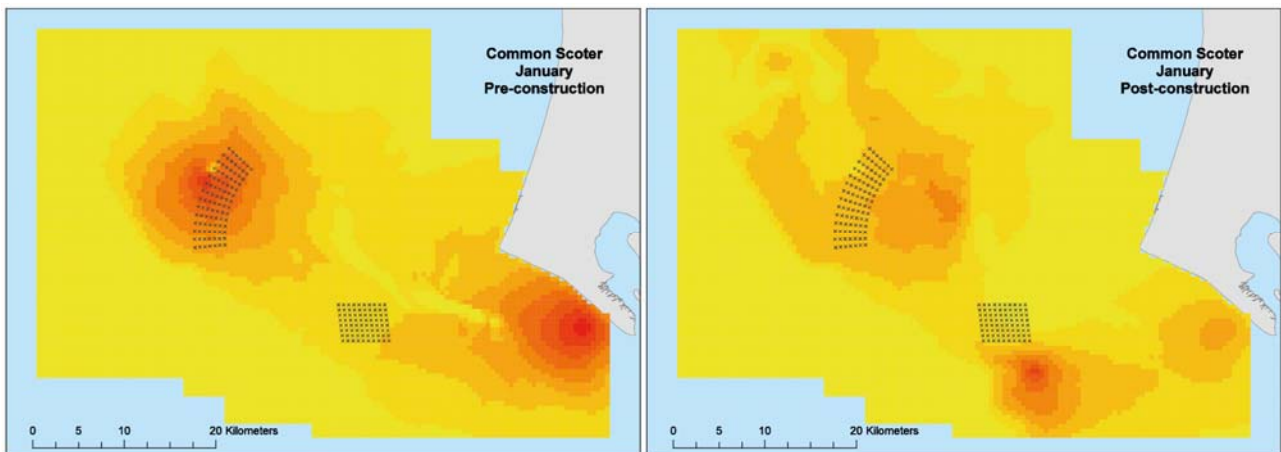 Common Scoter
January
Pre-construction
0 5 10 20 Kilometers
Common Scoter
January
Post-construction
0 5 10 20 Kilometers